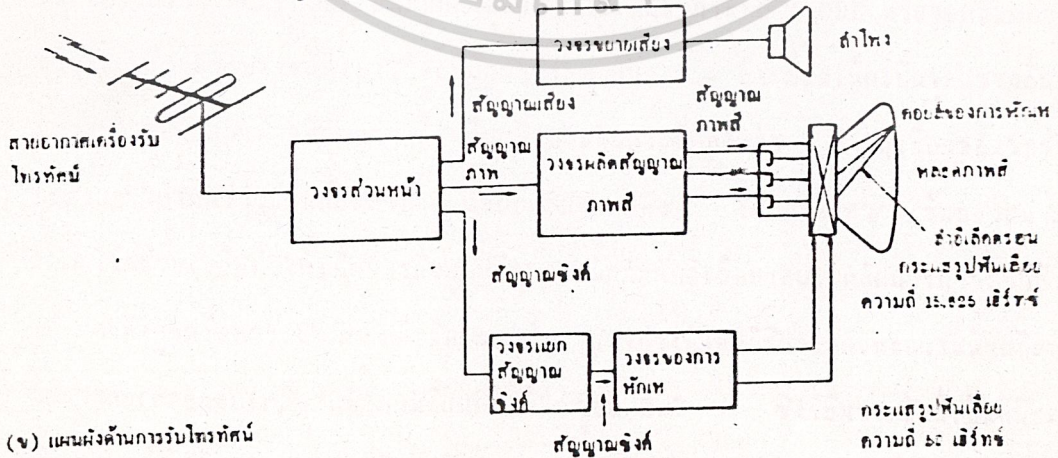 วงจรขยายเสียง
ลำโพง
สัญญาณเสียง
สัญญาณ
ภาพสี
คอยล์ของการหักเห
สายอากาศเครื่องรับ
โทรทัศน์
สัญญาณ
ภาพ
วงจรส่วนหน้า
วงจรผลิตสัญญาณ
ภาพสี
หลอดภาพสี
ลำอิเล็กตรอน
กระแสรูปฟันเลื่อย
ความถี่ 15,625 เฮิร์ทซ์
สัญญาณซิงค์
วงจรแยก
สัญญาณ
ซิงค์
วงจรของการ
หักเห
สัญญาณซิงค์
กระแสรูปฟันเลื่อย
ความถี่ 50 เฮิร์ทซ์
(ข) แผนผังด้านการรับโทรทัศน์